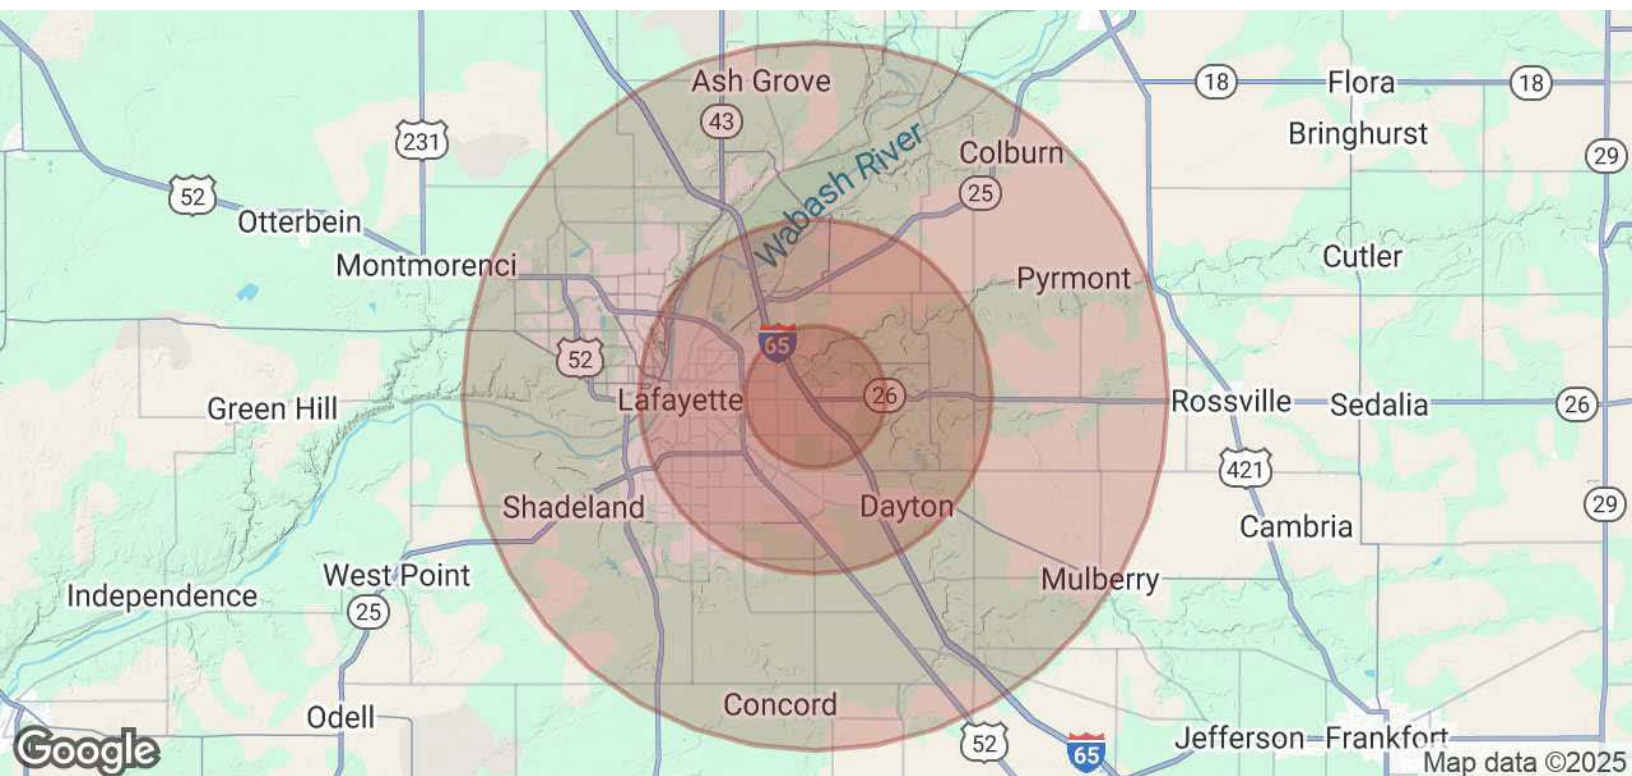 Ash Grove
18
Flora
18
43
231
Bringhurst
Colburn
29
Wabash River
25
52
Otterbein
Montmorenci
Cutler
Pyrmont
65
52
26
Lafayette
Rossville
Sedalia
26
Green Hill
421
Shadeland
Dayton
29
Cambria
West Point
Mulberry
Independence
25
Concord
Odell
52
65
Jefferson
Frankfort
Google
Map data ©2025